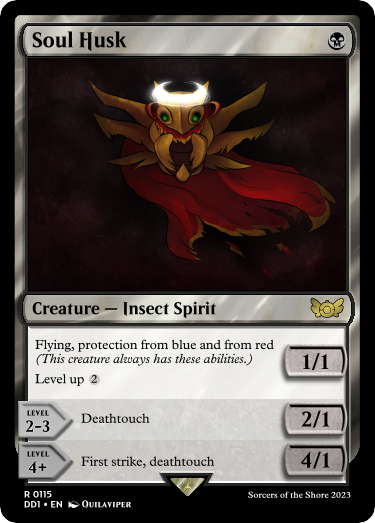 Soul Husk
Creature — Insect Spirit
Flying, protection from blue and from red
(This creature always has these abilities.)
1/1
Level up 2
LEVEL
2-3
Deathtouch
2/1
LEVEL
4+
First strike, deathtouch
4/1
R 0115
DD1 • EN Quilaviper
Sorcers of the Shore 2023